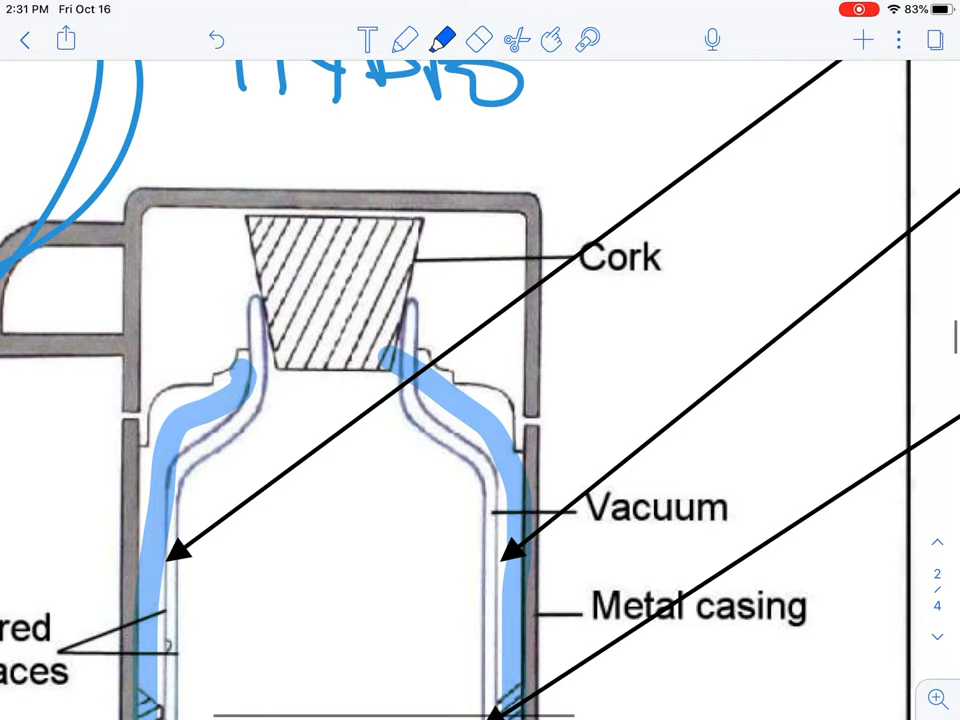 2:31 PM Fri Oct 16
83%
Cork
Vacuum
Metal casing
red
aces
2
/
4